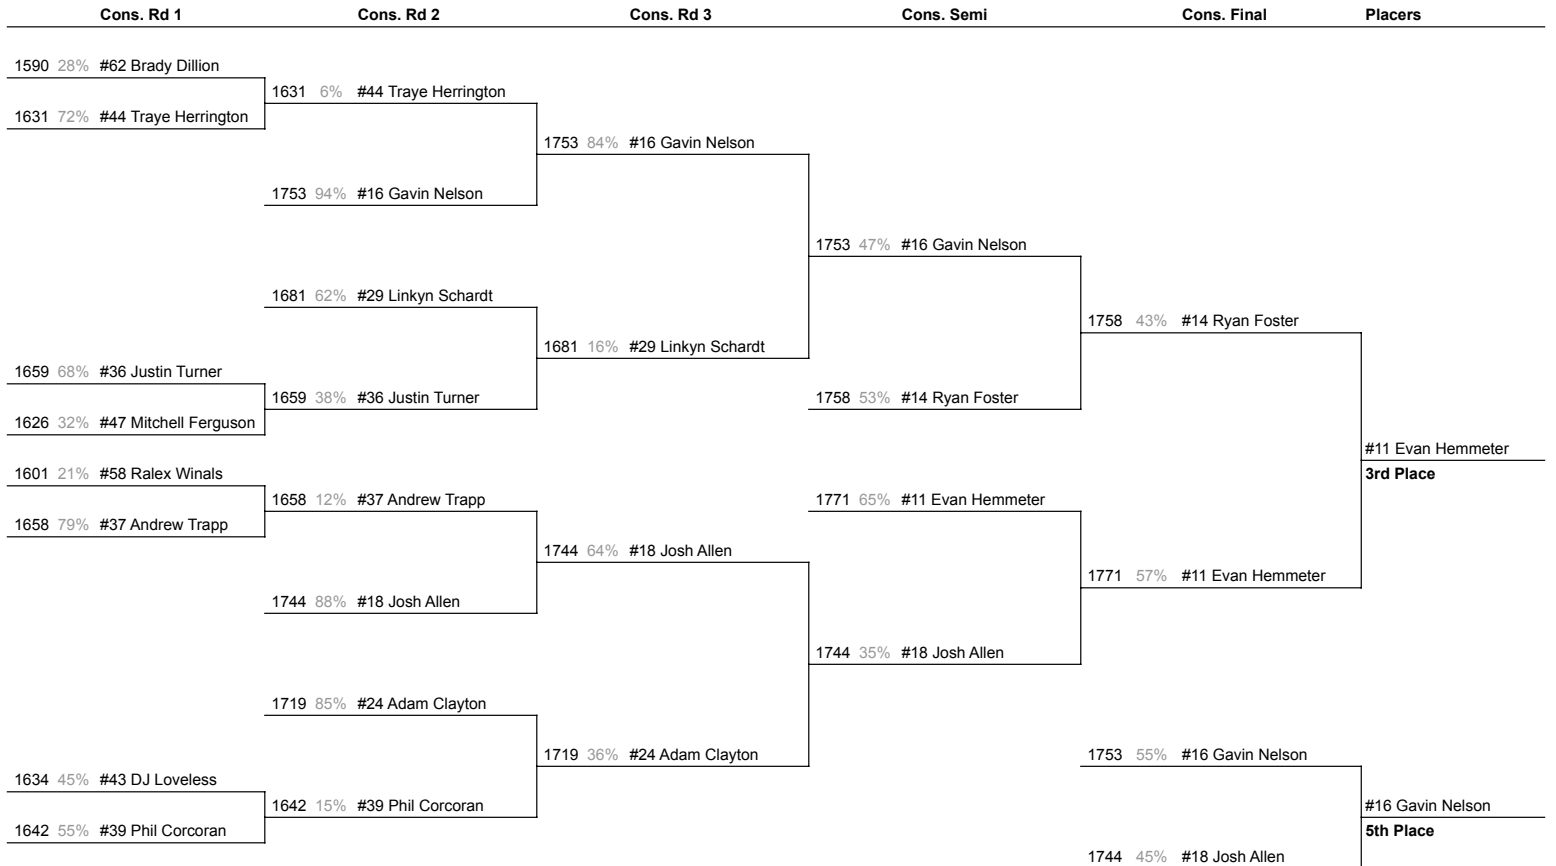 Cons. Rd 1 Cons. Rd 2 Cons. Rd 3 Cons. Semi Cons. Final Placers
1590 28% #62 Brady Dillion
1631 6% #44 Traye Herrington
1631 72% #44 Traye Herrington
1753 84% #16 Gavin Nelson
1753 94% #16 Gavin Nelson
1753 47% #16 Gavin Nelson
1681 62% #29 Linkyn Schardt
1758 43% #14 Ryan Foster
1681 16% #29 Linkyn Schardt
1659 68% #36 Justin Turner
1659 38% #36 Justin Turner
1758 53% #14 Ryan Foster
1626 32% #47 Mitchell Ferguson
#11 Evan Hemmeter
1601 21% #58 Ralex Winals
3rd Place
1658 12% #37 Andrew Trapp
1771 65% #11 Evan Hemmeter
1658 79% #37 Andrew Trapp
1744 64% #18 Josh Allen
1771 57% #11 Evan Hemmeter
1744 88% #18 Josh Allen
1744 35% #18 Josh Allen
1719 85% #24 Adam Clayton
1719 36% #24 Adam Clayton
1753 55% #16 Gavin Nelson
1634 45% #43 DJ Loveless
1642 15% #39 Phil Corcoran
#16 Gavin Nelson
1642 55% #39 Phil Corcoran
5th Place
1744 45% #18 Josh Allen